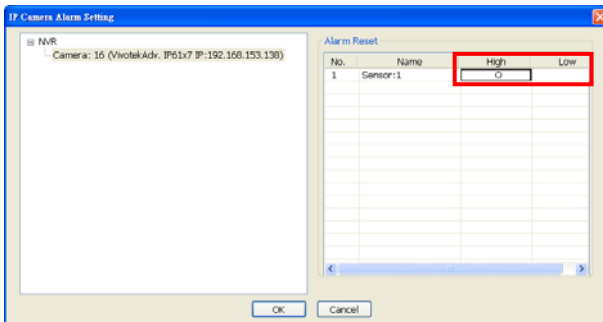 IP Camera Alarm Setting
NVR
Camera: 16 (VivotekAdv. IP61x7 IP:192.168.153.138)
Alarm Reset
No. Name High Low
1 Sensor:1 O
OK Cancel